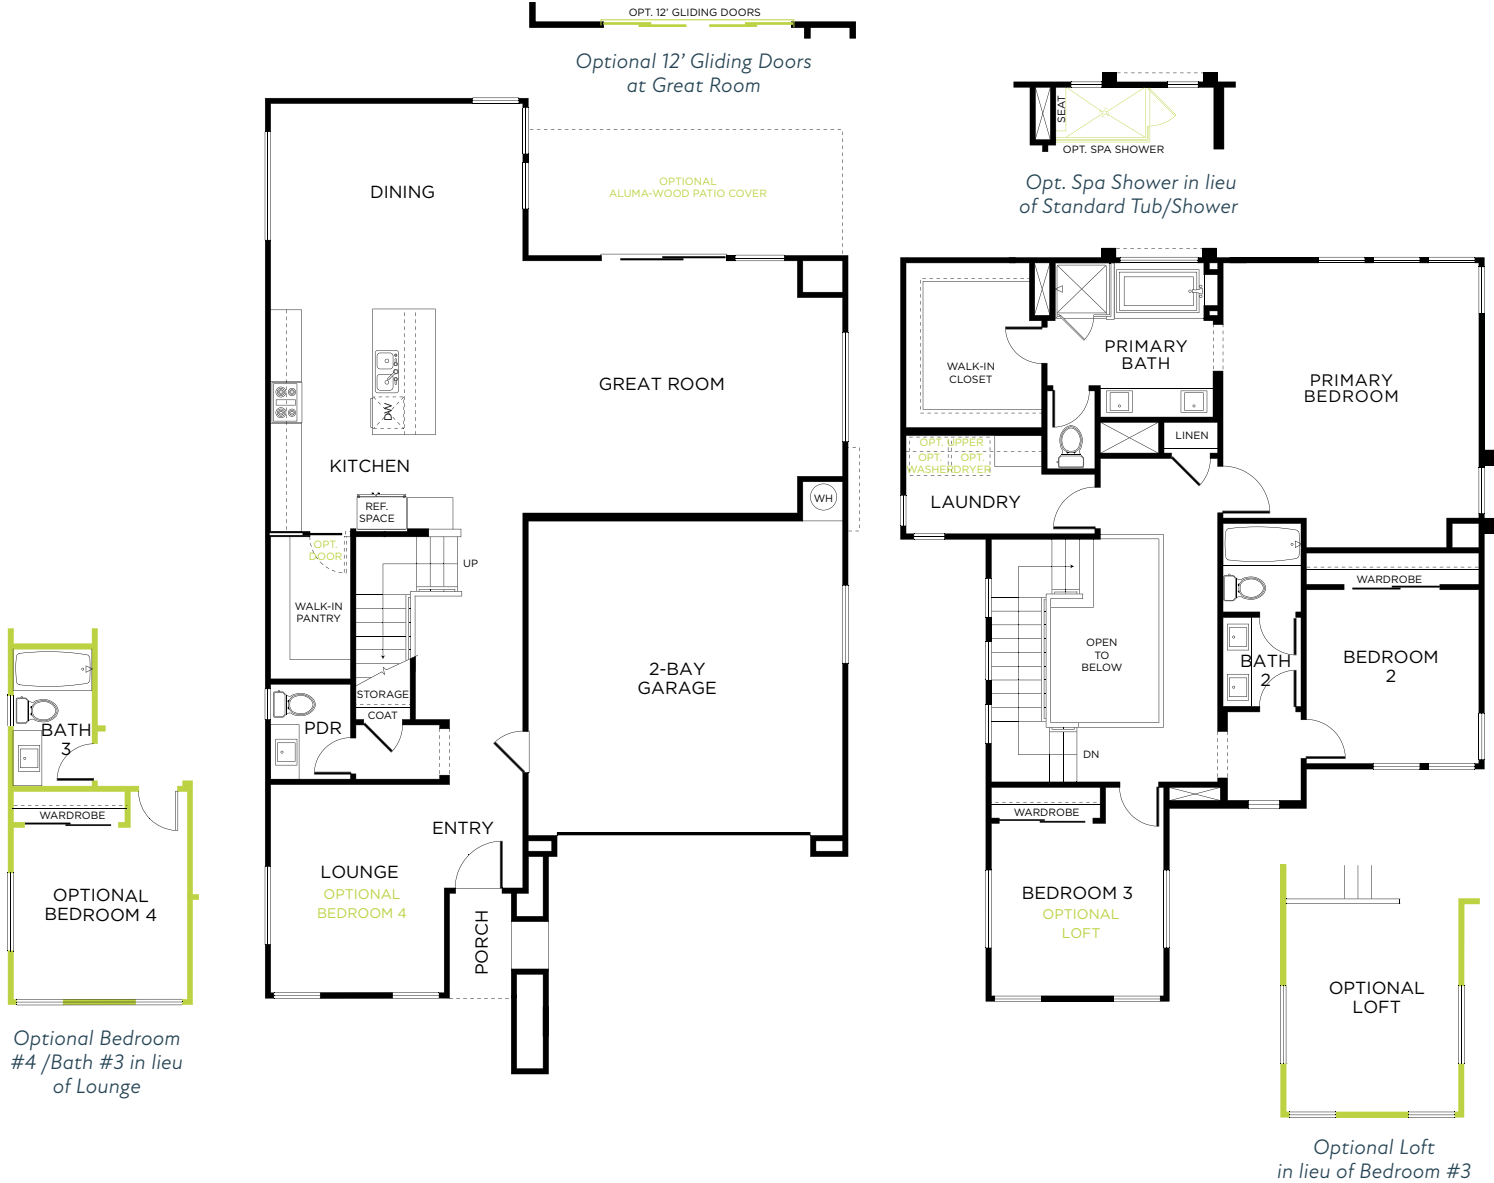 OPT. 12' GLIDING DOORS
Optional 12' Gliding Doors
at Great Room
DINING
OPTIONAL
ALUMA-WOOD PATIO COVER
GREAT ROOM
DW
KITCHEN
REF.
SPACE
WH
OPT.
DOOR
UP
WALK-IN
PANTRY
2-BAY
GARAGE
STORAGE
COAT
PDR
ENTRY
LOUNGE
OPTIONAL
BEDROOM 4
PORCH
BATH
3
WARDROBE
OPTIONAL
BEDROOM 4
Optional Bedroom
#4 /Bath #3 in lieu
of Lounge
SEAT
OPT. SPA SHOWER
Opt. Spa Shower in lieu
of Standard Tub/Shower
PRIMARY
BATH
WALK-IN
CLOSET
PRIMARY
BEDROOM
LINEN
OPT. UPPER
OPT. OPT.
WASHER DRYER
LAUNDRY
WARDROBE
OPEN
TO
BELOW
BATH
2
BEDROOM
2
DN
WARDROBE
BEDROOM 3
OPTIONAL
LOFT
OPTIONAL
LOFT
Optional Loft
in lieu of Bedroom #3